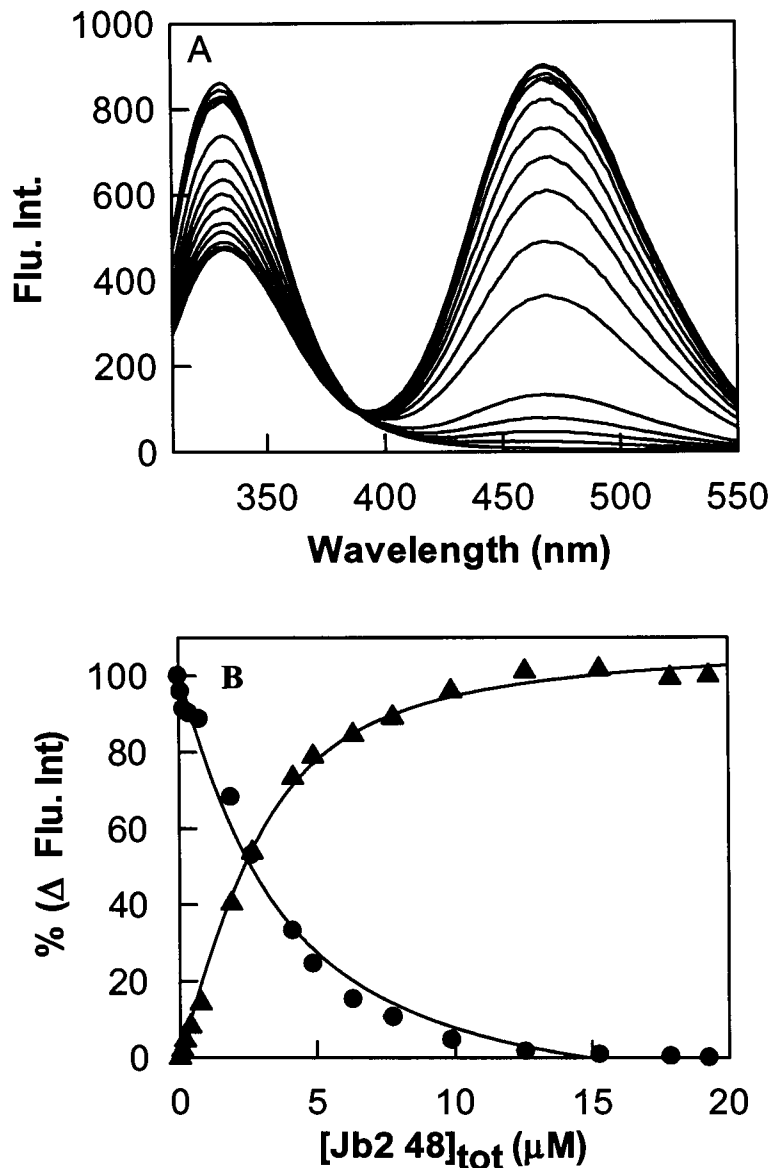 A
1000
800
600
400
200
0
Flu. Int.
350 400 450 500 550
Wavelength (nm)
B
100
80
60
40
20
0
% (Δ Flu. Int)
0 5 10 15 20
[Jb2 48]tot (μM)